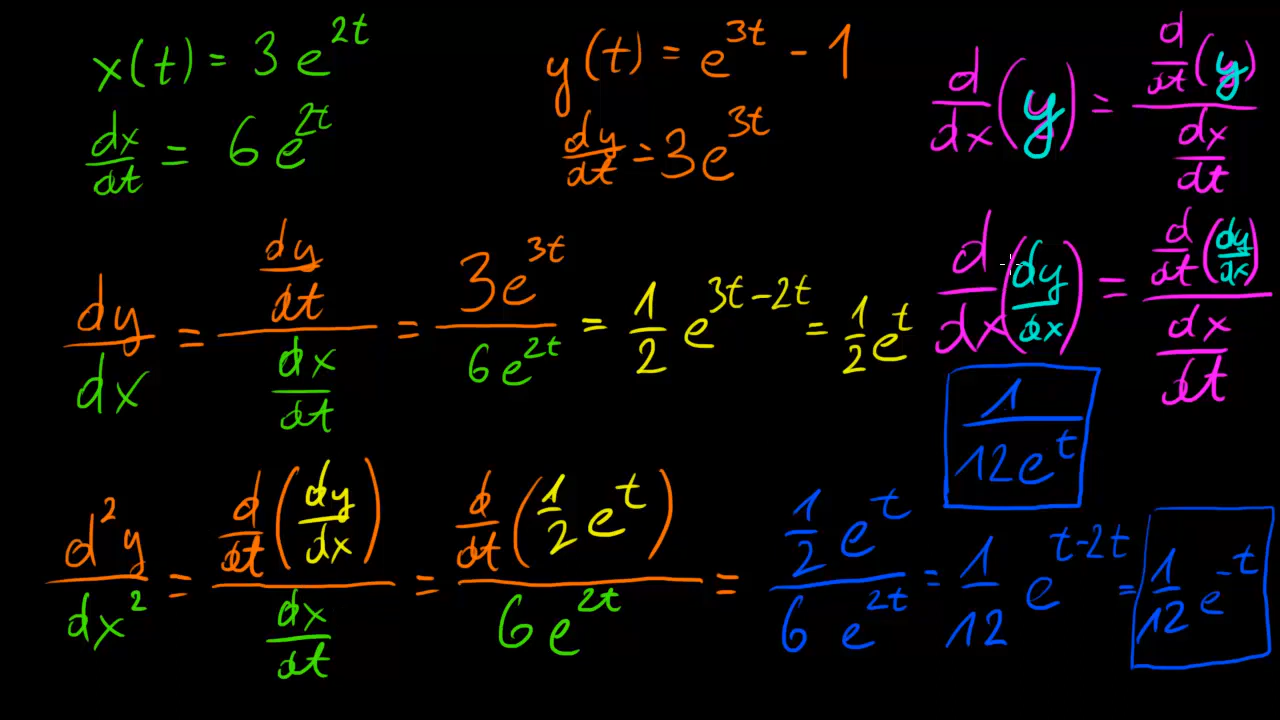 x(t) = 3e^{2t}
dx/dt = 6e^{2t}
y(t) = e^{3t} - 1
dy/dt = 3e^{3t}
d/dx (y) = (d/dt (y)) / (dx/dt)
dy/dx = (dy/dt) / (dx/dt) = 3e^{3t} / 6e^{2t} = 1/2 e^{3t-2t} = 1/2 e^t
d/dx (dy/dx) = (d/dt (dy/dx)) / (dx/dt)
1 / 12e^t
d²y/dx² = (d/dt (dy/dx)) / (dx/dt) = (d/dt (1/2 e^t)) / 6e^{2t} = (1/2 e^t) / (6 e^{2t}) = 1/12 e^{t-2t} = 1/12 e^{-t}